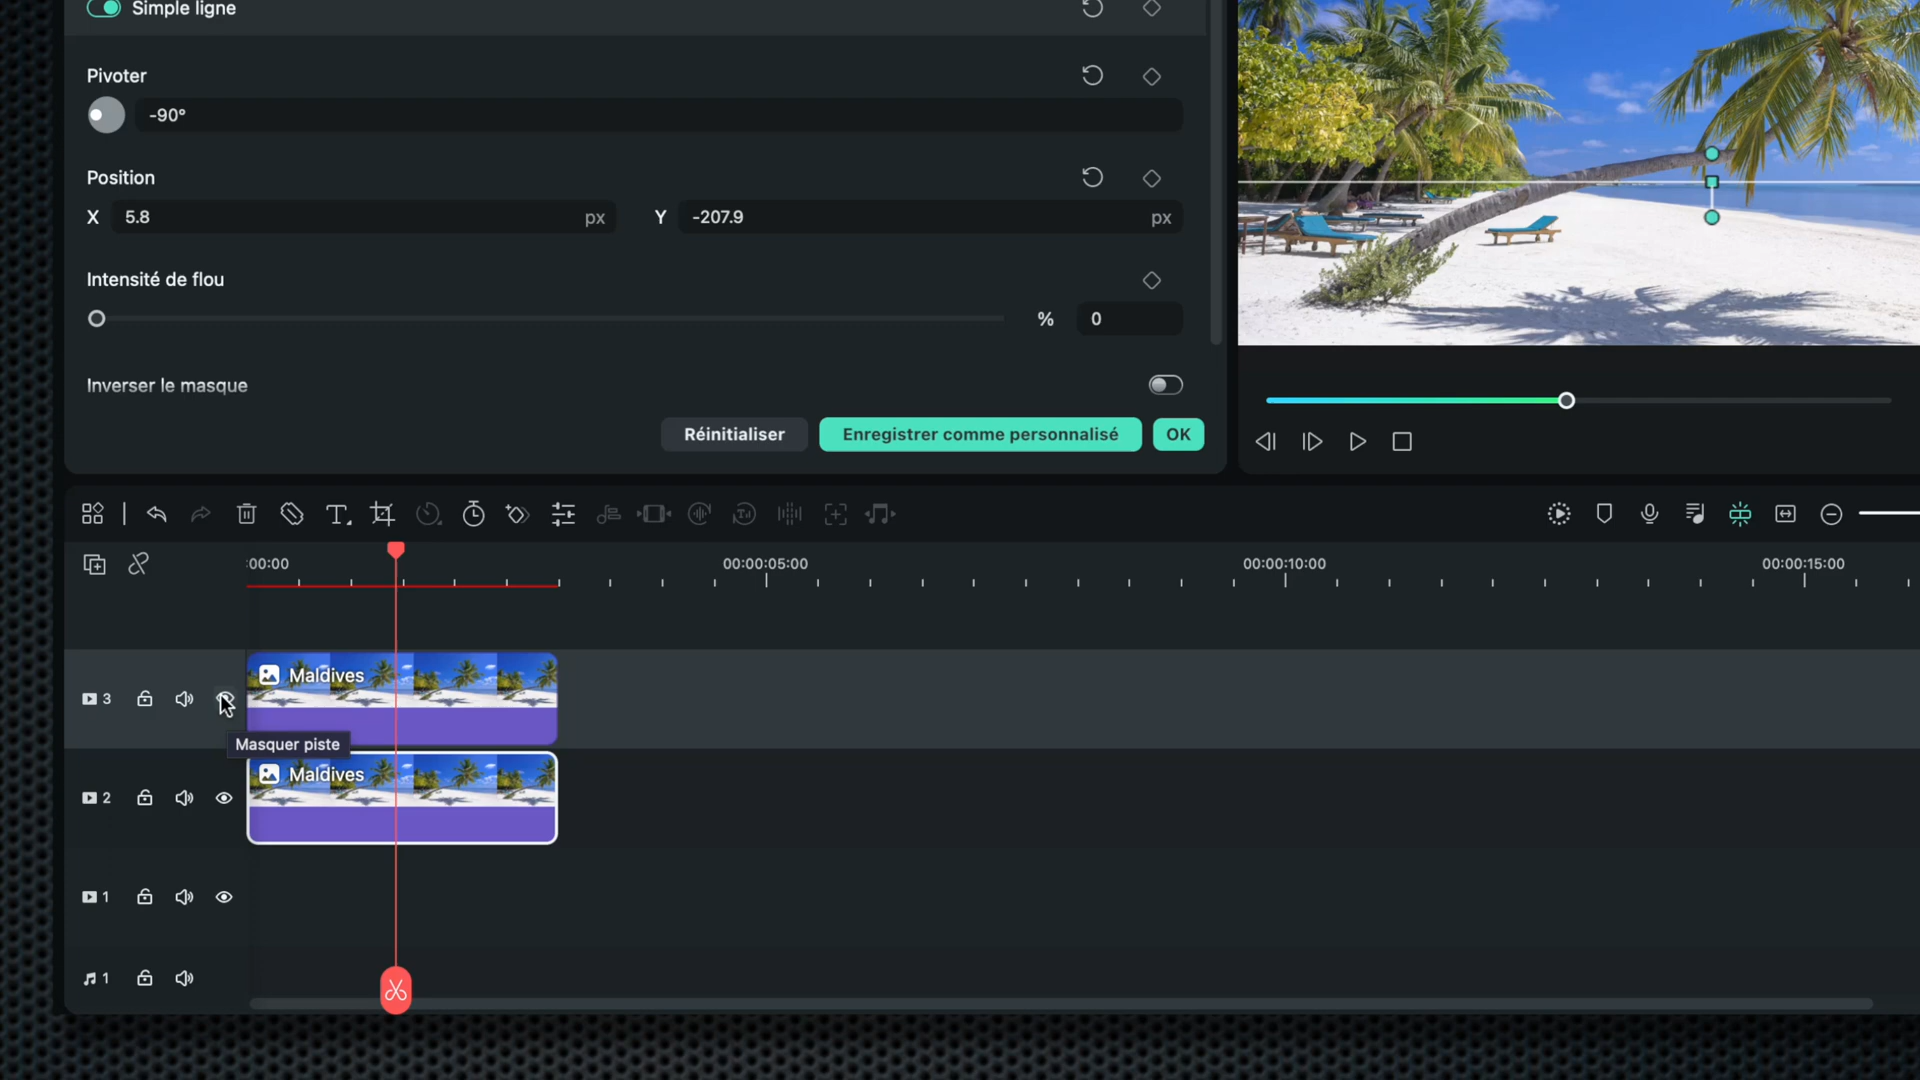 Simple ligne
Pivoter
-90°
Position
X 5.8 px Y -207.9 px
Intensité de flou
% 0
Inverser le masque
Réinitialiser Enregistrer comme personnalisé OK
:00:00 00:00:05:00 00:00:10:00 00:00:15:00
3 Maldives
Masquer piste
2 Maldives
1
1